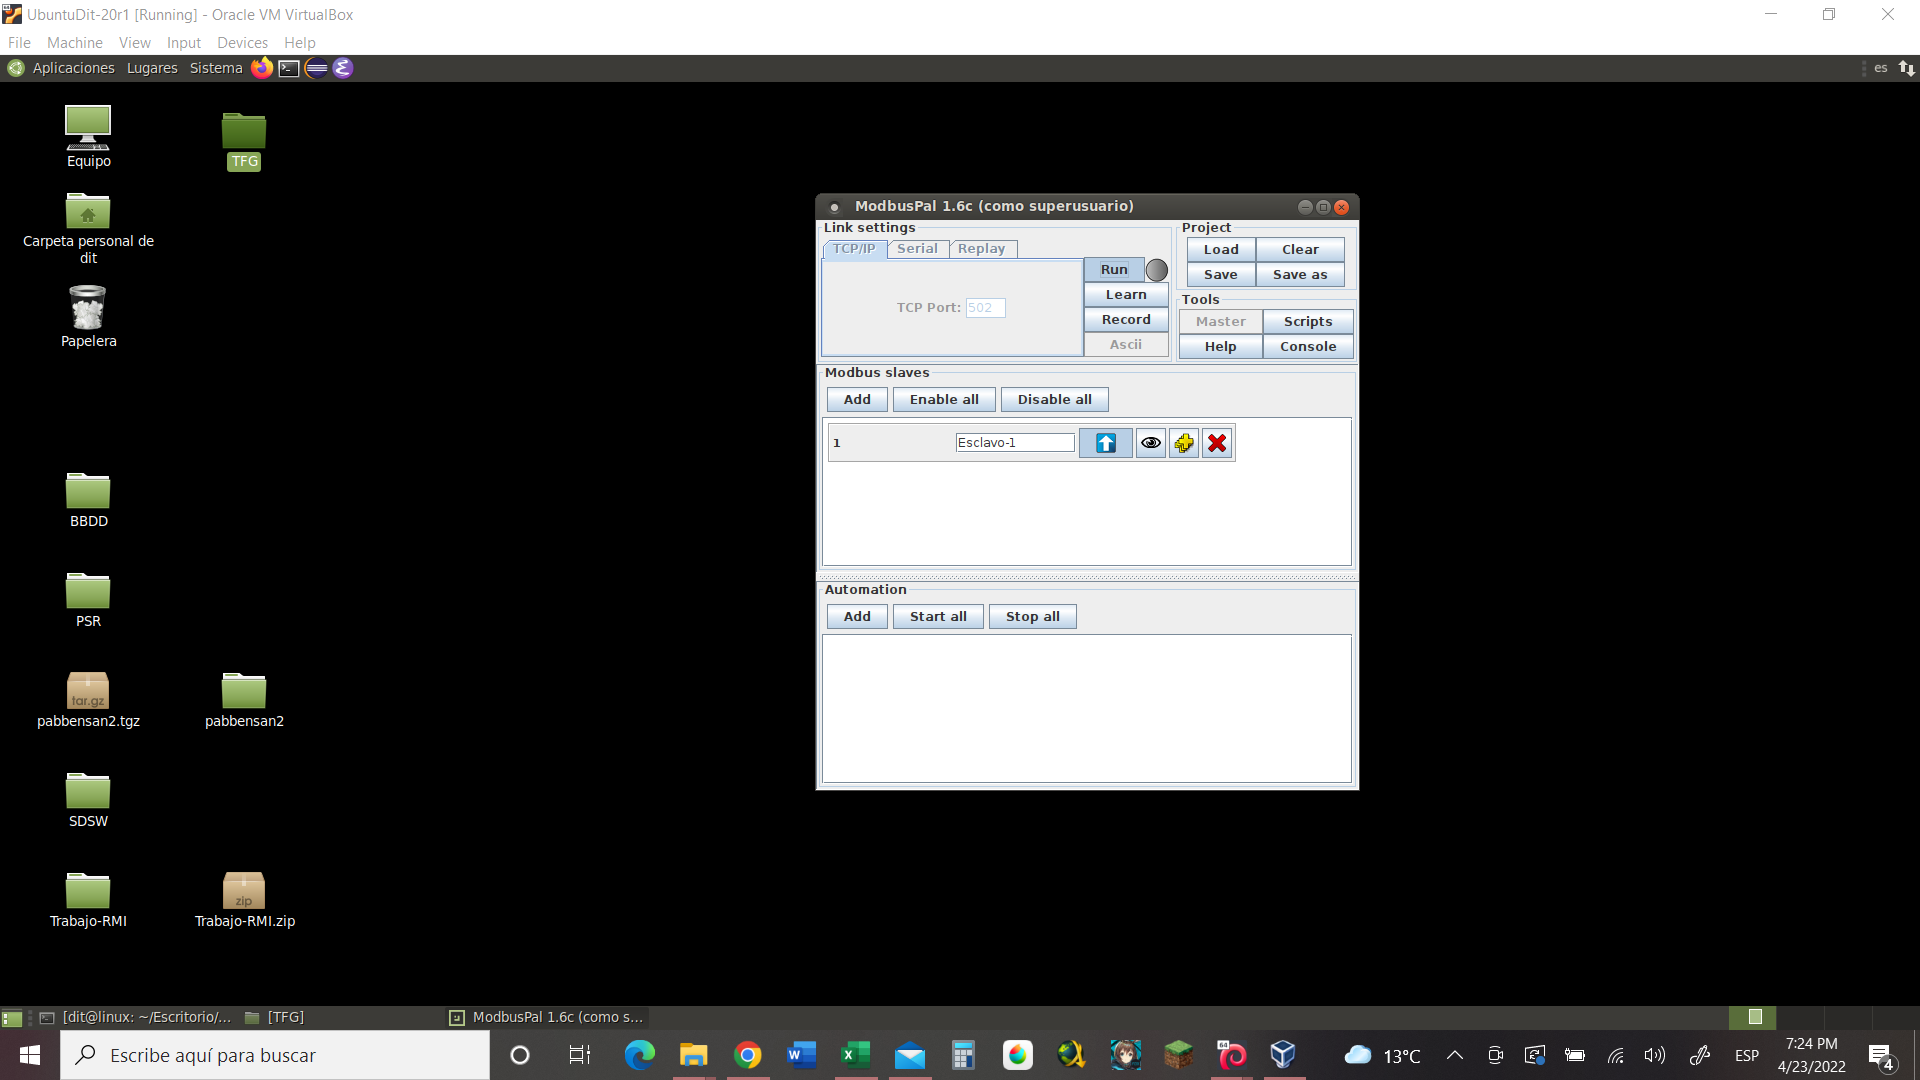 UbuntuDit-20r1 [Running] - Oracle VM VirtualBox
File Machine View Input Devices Help
Aplicaciones Lugares Sistema
es
Equipo
TFG
Carpeta personal de
dit
Papelera
BBDD
PSR
tar.gz
pabbensan2.tgz
pabbensan2
SDSW
Trabajo-RMI
zip
Trabajo-RMI.zip
ModbusPal 1.6c (como superusuario)
Link settings
TCP/IP Serial Replay
TCP Port: 502
Run
Learn
Record
Ascii
Project
Load Clear
Save Save as
Tools
Master Scripts
Help Console
Modbus slaves
Add Enable all Disable all
1 Esclavo-1
Automation
Add Start all Stop all
[dit@linux: ~/Escritorio/...
[TFG]
ModbusPal 1.6c (como s...
Escribe aquí para buscar
64
13°C
ESP
7:24 PM
4/23/2022
4